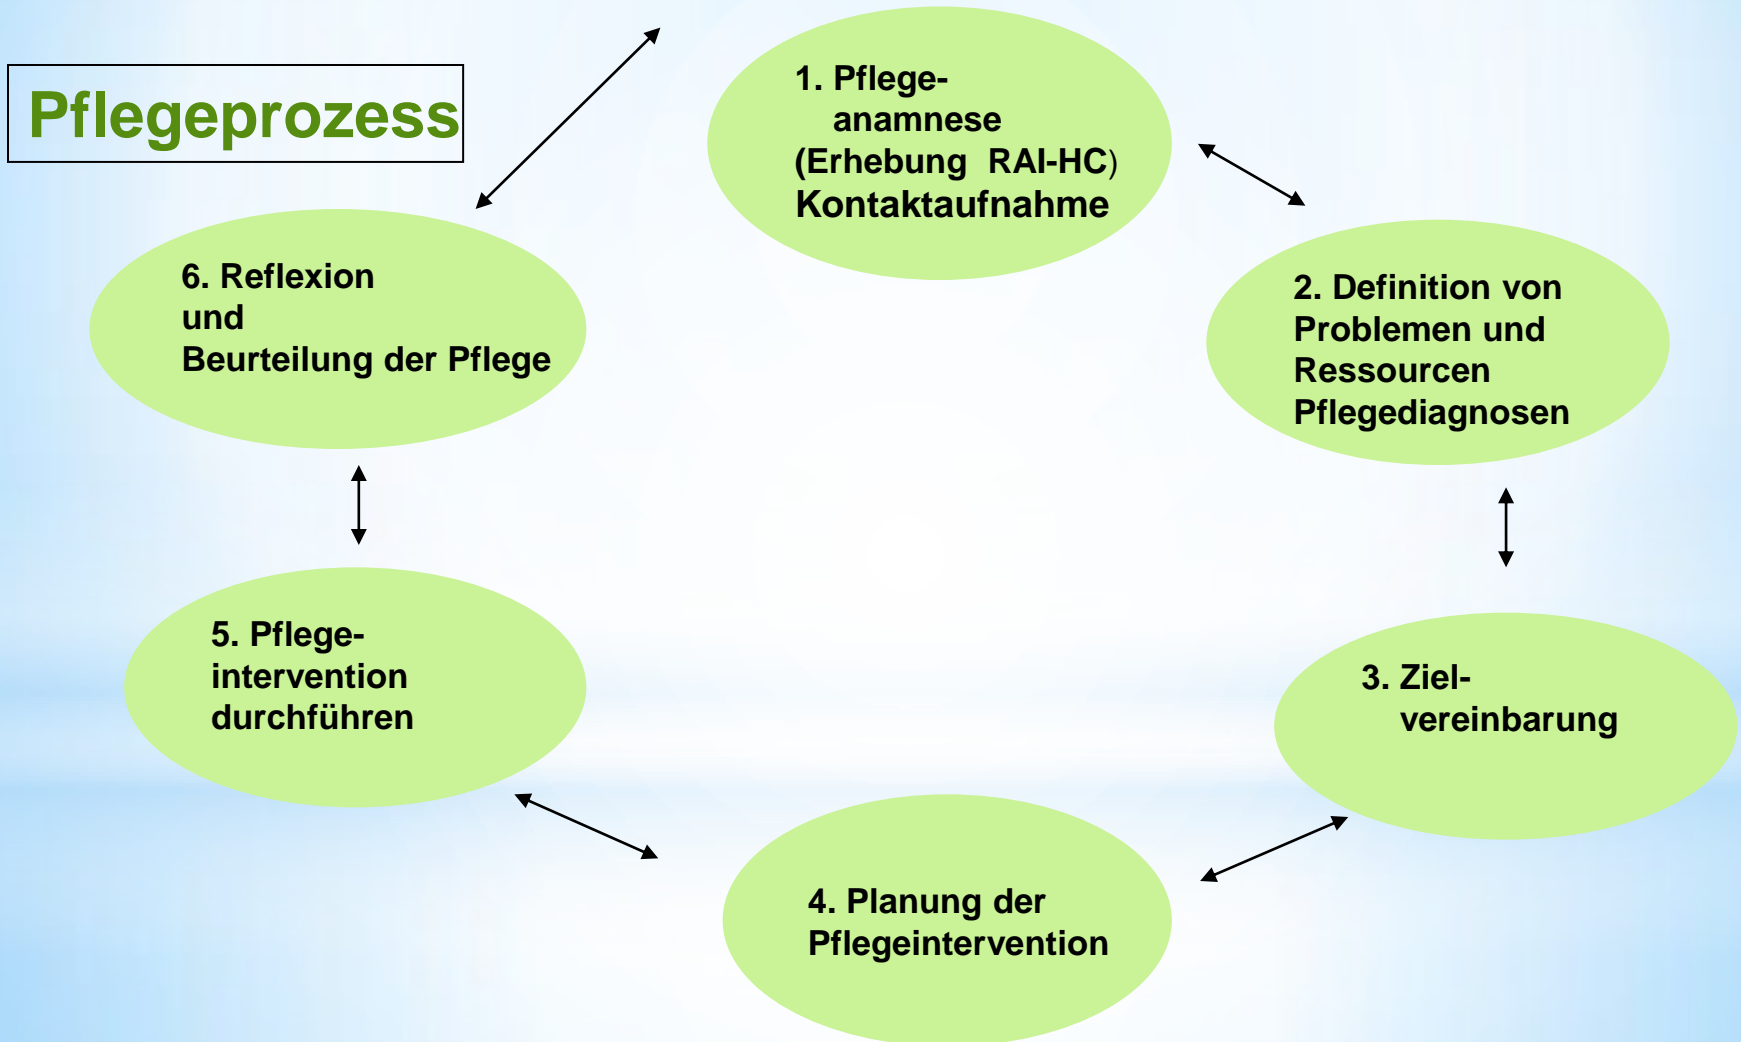 Pflegeprozess
1. Pflege-
anamnese
(Erhebung RAI-HC)
Kontaktaufnahme
2. Definition von
Problemen und
Ressourcen
Pflegediagnosen
3. Ziel-
vereinbarung
4. Planung der
Pflegeintervention
5. Pflege-
intervention
durchführen
6. Reflexion
und
Beurteilung der Pflege